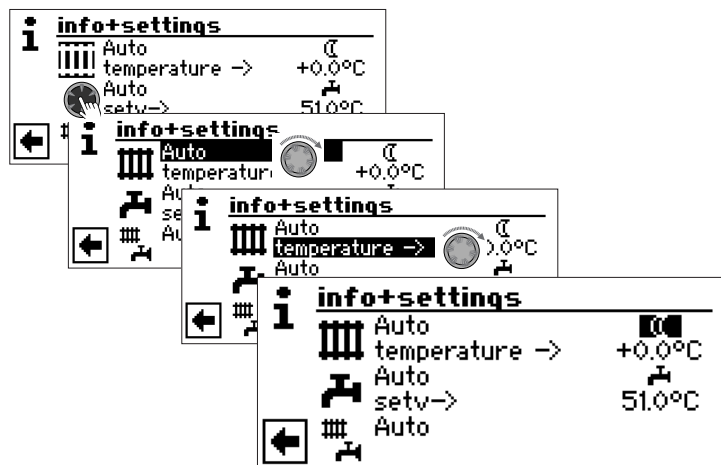 info+settings
Auto
temperature –> +0.0°C
Auto
setv–> 51.0°C
info+settings
Auto
+0.0°C
info+settings
Auto
temperature –> .0°C
Auto
info+settings
Auto
temperature –> +0.0°C
Auto
setv–> 51.0°C
Auto